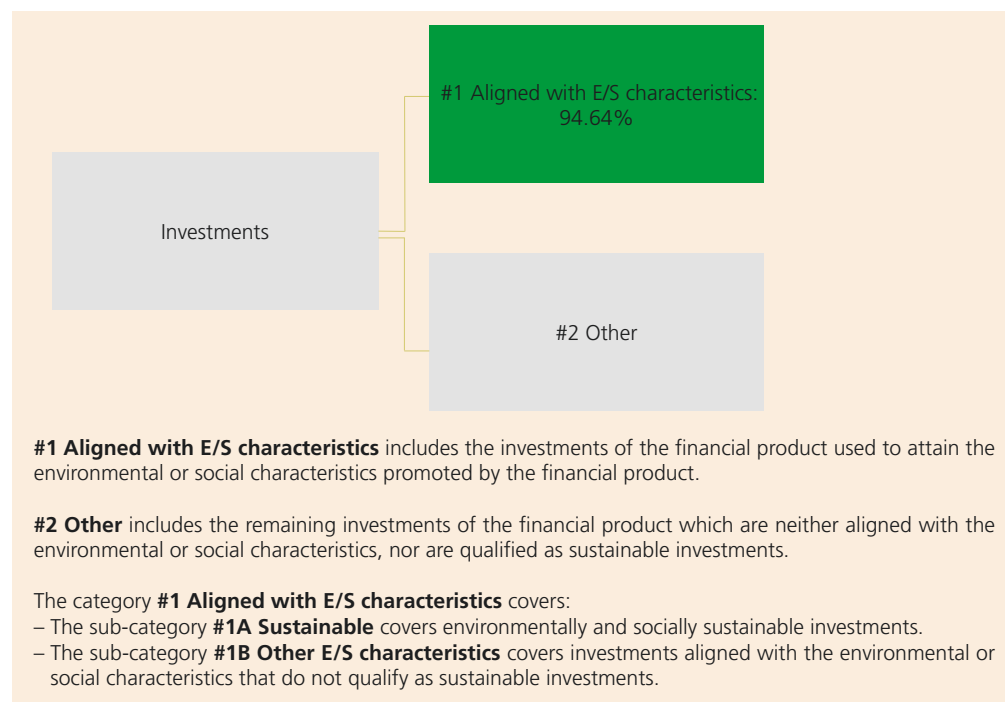 #1 Aligned with E/S characteristics:
94.64%
Investments
#2 Other
#1 Aligned with E/S characteristics includes the investments of the financial product used to attain the
environmental or social characteristics promoted by the financial product.
#2 Other includes the remaining investments of the financial product which are neither aligned with the
environmental or social characteristics, nor are qualified as sustainable investments.
The category #1 Aligned with E/S characteristics covers:
– The sub-category #1A Sustainable covers environmentally and socially sustainable investments.
– The sub-category #1B Other E/S characteristics covers investments aligned with the environmental or
social characteristics that do not qualify as sustainable investments.